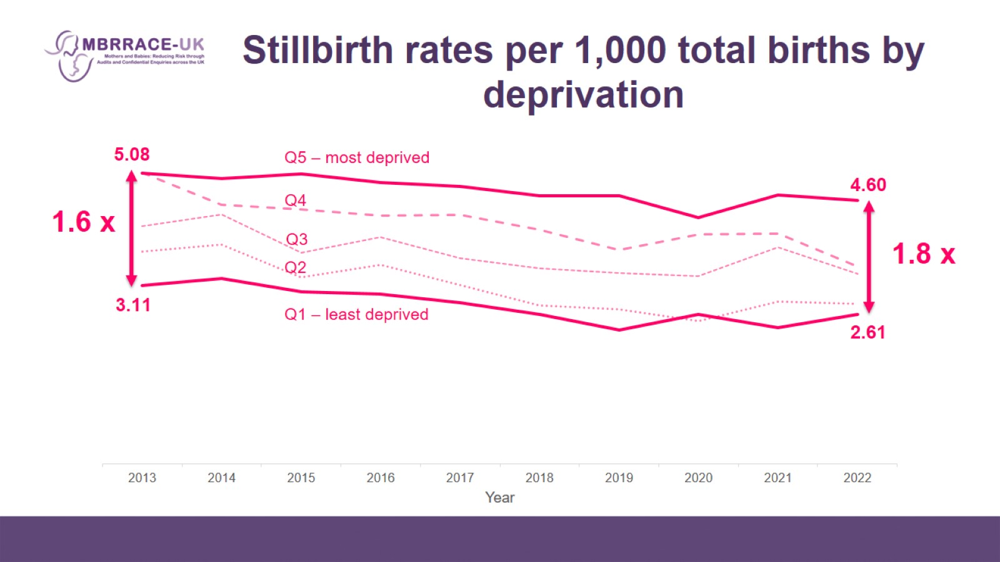 MBRRACE-UK
Mothers and Babies: Reducing Risk through
Audits and Confidential Enquiries across the UK
Stillbirth rates per 1,000 total births by
deprivation
5.08
Q5 – most deprived
4.60
Q4
1.6 x
Q3
1.8 x
Q2
3.11
Q1 – least deprived
2.61
2013 2014 2015 2016 2017 2018 2019 2020 2021 2022
Year